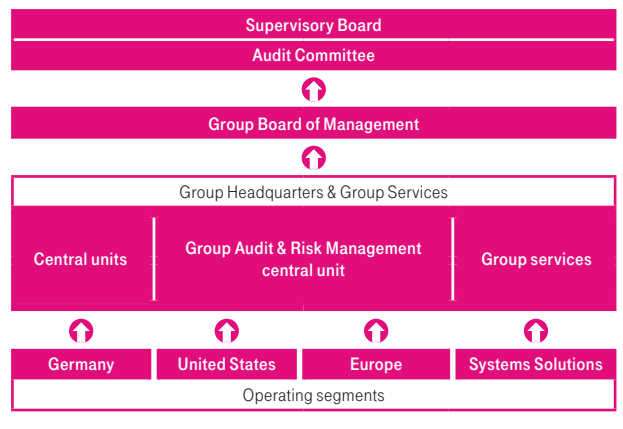 Supervisory Board
Audit Committee
Group Board of Management
Group Headquarters & Group Services
Central units
Group Audit & Risk Management
central unit
Group services
Germany
United States
Europe
Systems Solutions
Operating segments